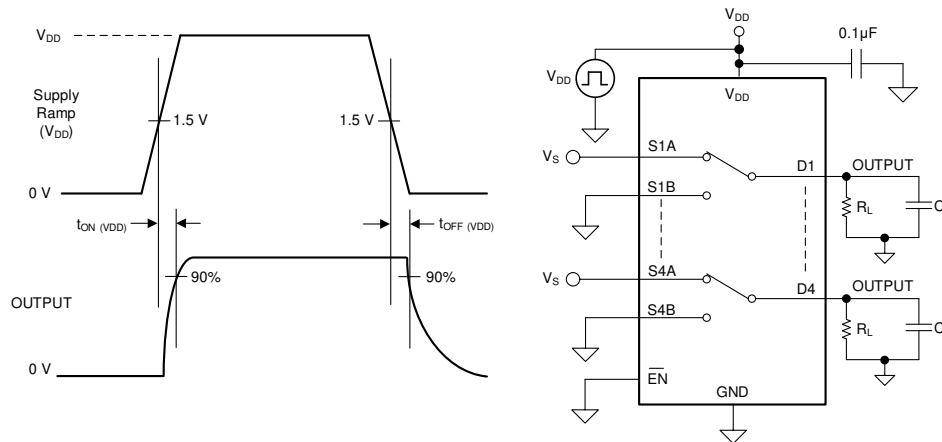 V_DD
Supply
Ramp
(V_DD)
1.5 V
1.5 V
0 V
t_ON (VDD)
t_OFF (VDD)
90%
90%
OUTPUT
0 V
V_DD
0.1µF
V_DD
V_DD
V_S
S1A
D1
OUTPUT
S1B
R_L
C
V_S
S4A
D4
OUTPUT
S4B
R_L
C
EN
GND